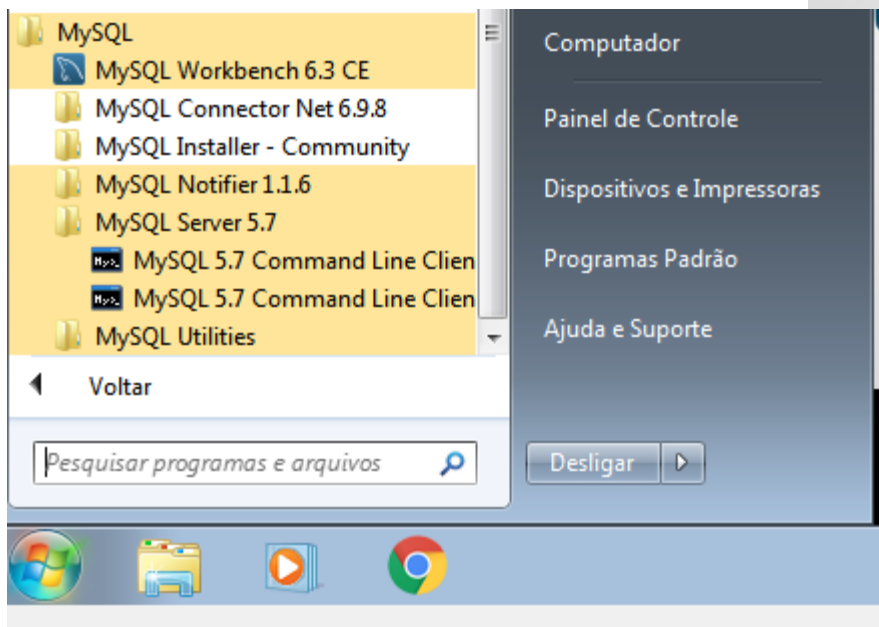 MySQL
MySQL Workbench 6.3 CE
MySQL Connector Net 6.9.8
MySQL Installer - Community
MySQL Notifier 1.1.6
MySQL Server 5.7
MySQL 5.7 Command Line Clien
MySQL 5.7 Command Line Clien
MySQL Utilities
Voltar
Pesquisar programas e arquivos
Computador
Painel de Controle
Dispositivos e Impressoras
Programas Padrão
Ajuda e Suporte
Desligar